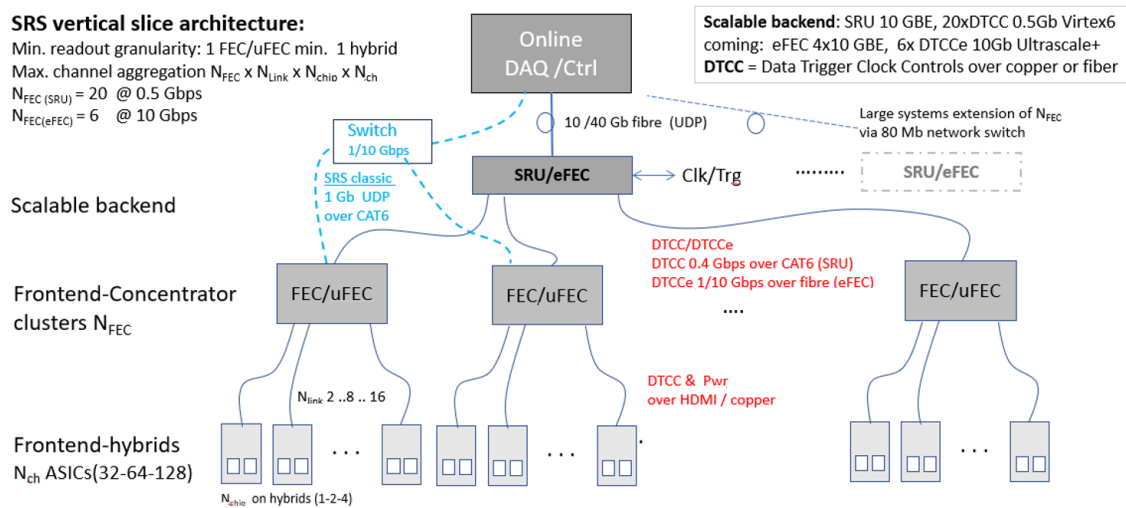 SRS vertical slice architecture:
Min. readout granularity: 1 FEC/uFEC min. 1 hybrid
Max. channel aggregation NFEC x NLink x Nchip x Nch
NFEC (SRU) = 20 @ 0.5 Gbps
NFEC(eFEC) = 6 @ 10 Gbps
Online
DAQ /Ctrl
Scalable backend: SRU 10 GBE, 20xDTCC 0.5Gb Virtex6
coming: eFEC 4x10 GBE, 6x DTCCe 10Gb Ultrascale+
DTCC = Data Trigger Clock Controls over copper or fiber
Switch
1/10 Gbps
10 /40 Gb fibre (UDP)
Large systems extension of NFEC
via 80 Mb network switch
SRS classic
1 Gb UDP
over CAT6
SRU/eFEC
Clk/Trg
.........
SRU/eFEC
Scalable backend
DTCC/DTCCe
DTCC 0.4 Gbps over CAT6 (SRU)
DTCCe 1/10 Gbps over fibre (eFEC)
....
Frontend-Concentrator
clusters NFEC
FEC/uFEC
FEC/uFEC
FEC/uFEC
Nlink 2 ..8 .. 16
DTCC & Pwr
over HDMI / copper
Frontend-hybrids
Nch ASICs(32-64-128)
. . .
. . .
. . .
Nchip on hybrids (1-2-4)